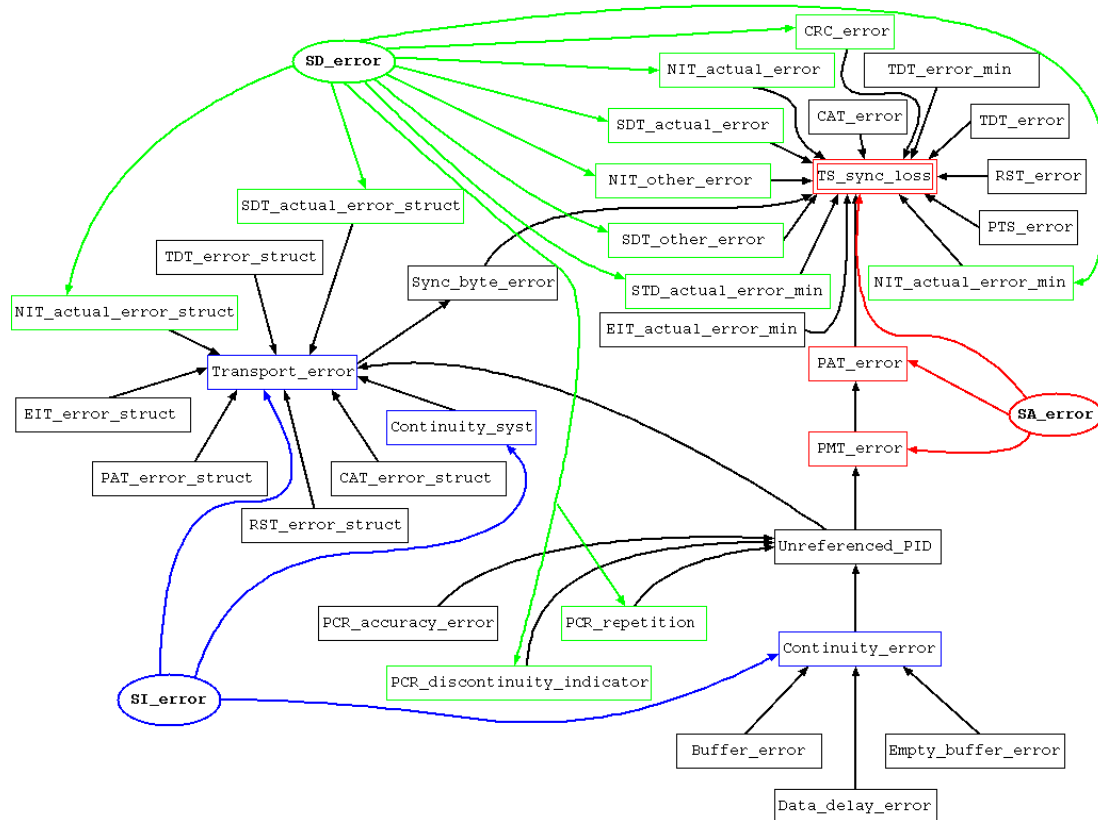 CRC_error
SD_error
NIT_actual_error
TDT_error_min
SDT_actual_error
CAT_error
TDT_error
NIT_other_error
TS_sync_loss
RST_error
SDT_actual_error_struct
SDT_other_error
PTS_error
TDT_error_struct
Sync_byte_error
STD_actual_error_min
NIT_actual_error_min
NIT_actual_error_struct
EIT_actual_error_min
Transport_error
PAT_error
EIT_error_struct
Continuity_syst
SA_error
PAT_error_struct
CAT_error_struct
PMT_error
RST_error_struct
Unreferenced_PID
PCR_accuracy_error
PCR_repetition
Continuity_error
PCR_discontinuity_indicator
SI_error
Buffer_error
Empty_buffer_error
Data_delay_error